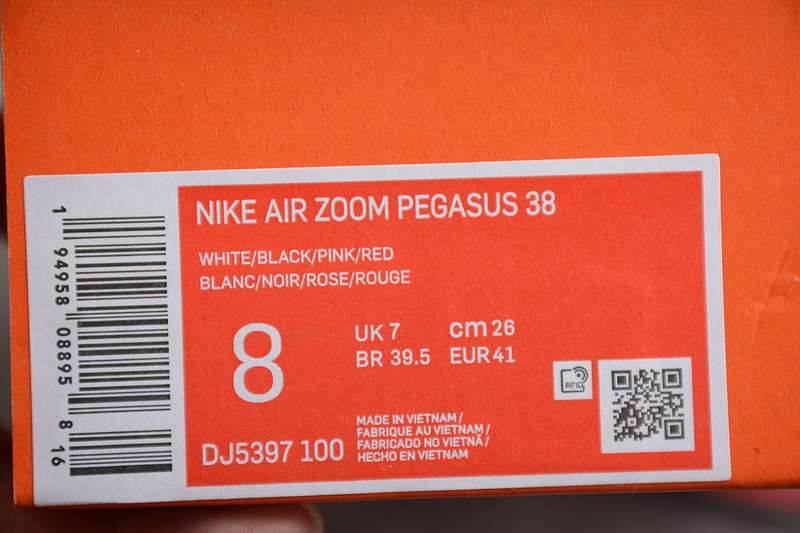 NIKE AIR ZOOM PEGASUS 38
WHITE/BLACK/PINK/RED
BLANC/NOIR/ROSE/ROUGE
8
UK 7
cm 26
BR 39.5
EUR 41
RFID
DJ5397 100
MADE IN VIETNAM /
FABRIQUE AU VIETNAM /
FABRICADO NO VIETNÃ /
HECHO EN VIETNAM
1 94958 08895 8 16